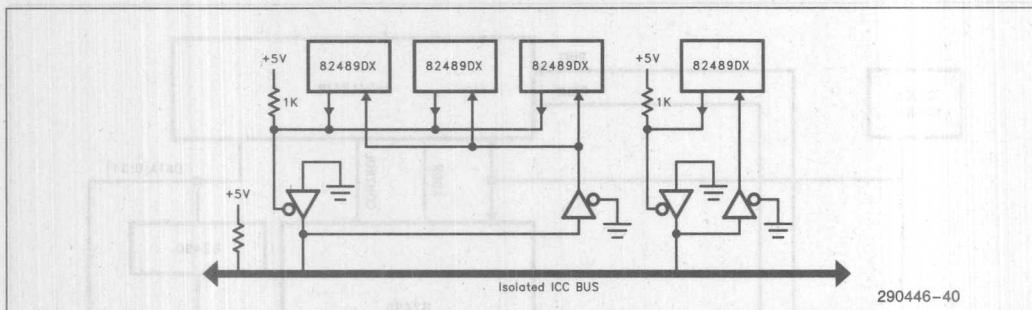 +5V
82489DX
82489DX
82489DX
+5V
82489DX
1K
1K
+5V
Isolated ICC BUS
290446-40